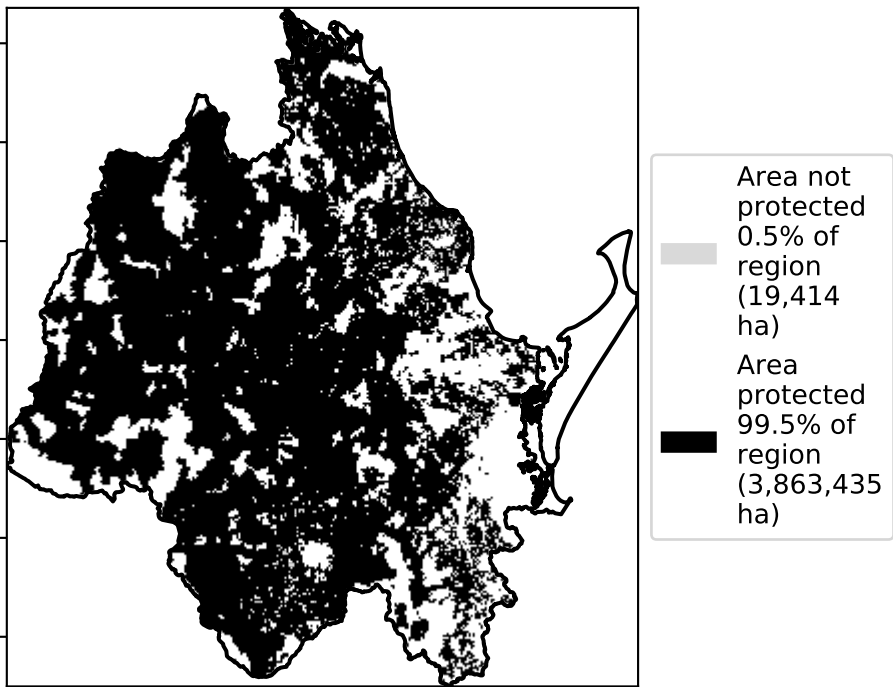 Area not
protected
0.5% of
region
(19,414
ha)
Area
protected
99.5% of
region
(3,863,435
ha)